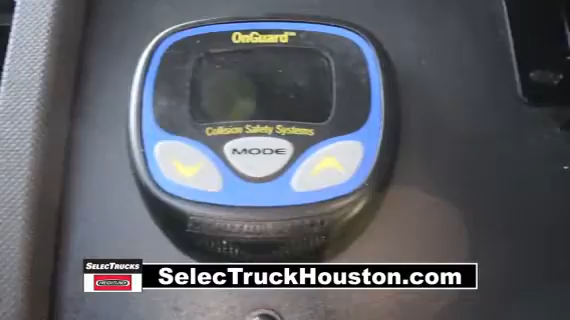 OnGuard™
Collision Safety Systems
MODE
SELECTRUCKS
FREIGHTLINER
SelecTruckHouston.com